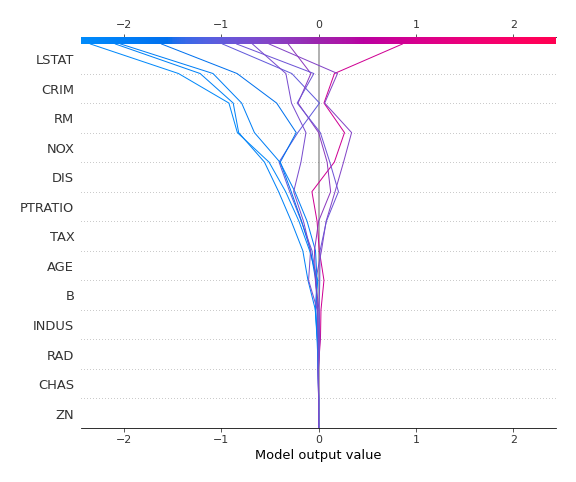 −2 −1 0 1 2
LSTAT
CRIM
RM
NOX
DIS
PTRATIO
TAX
AGE
B
INDUS
RAD
CHAS
ZN
−2 −1 0 1 2
Model output value